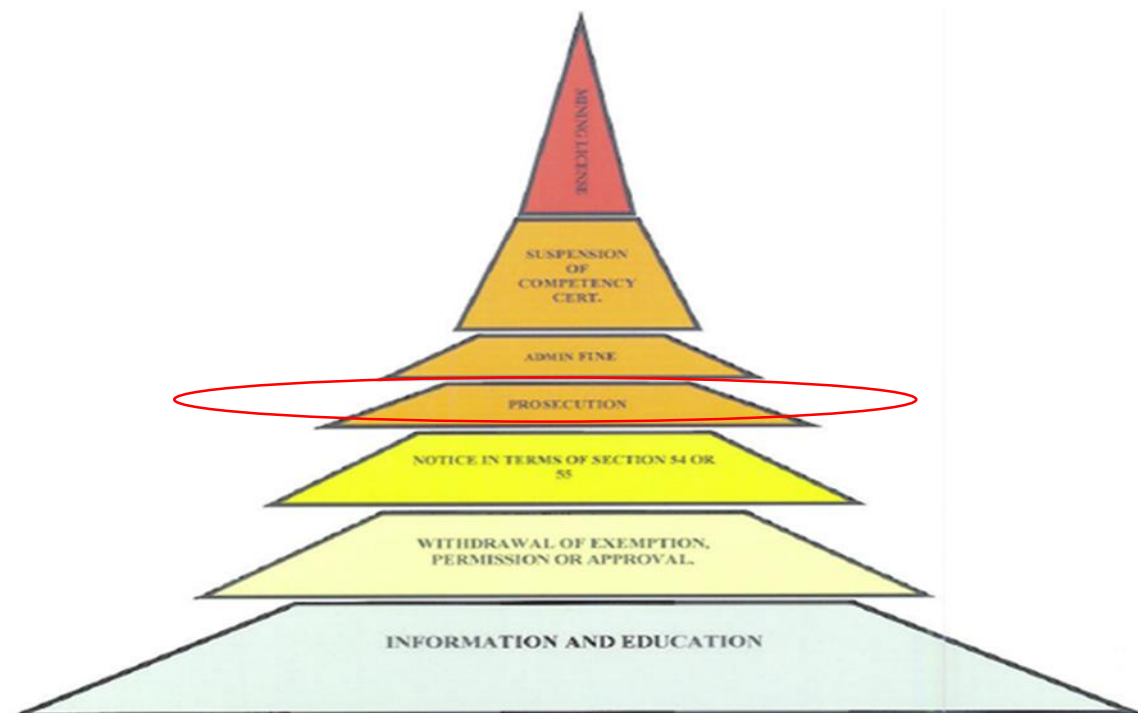 MINING LICENSE
SUSPENSION
OF
COMPETENCY
CERT.
ADMIN FINE
PROSECUTION
NOTICE IN TERMS OF SECTION 54 OR
55
WITHDRAWAL OF EXEMPTION,
PERMISSION OR APPROVAL.
INFORMATION AND EDUCATION